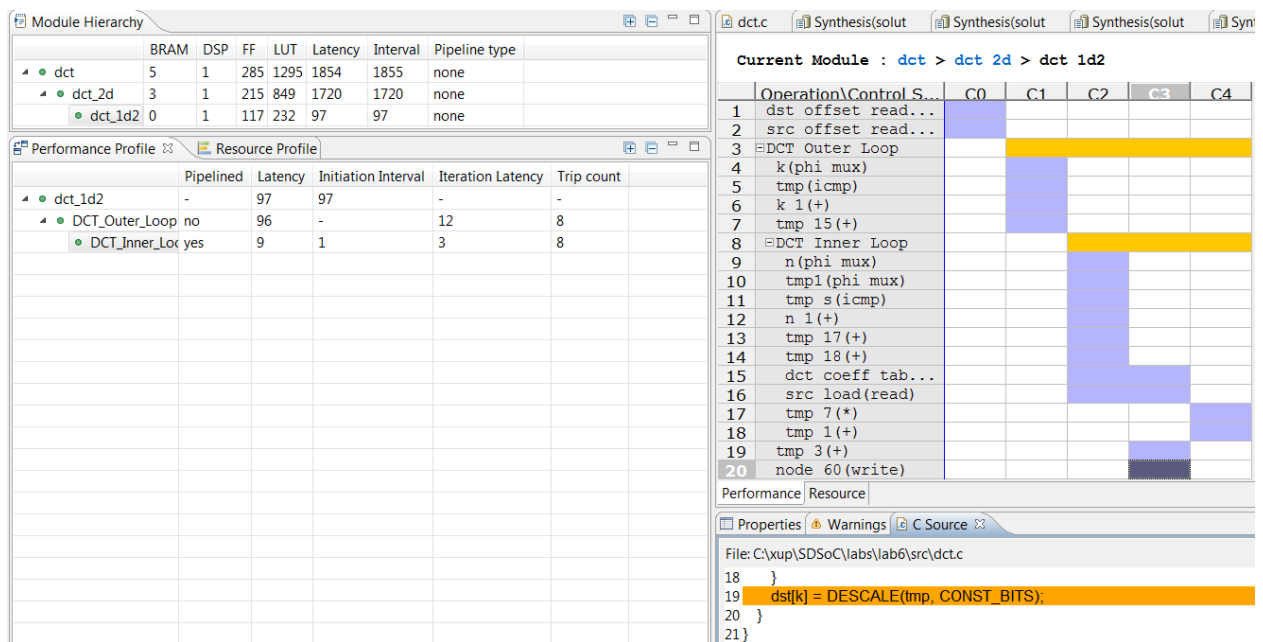 Module Hierarchy
BRAM DSP FF LUT Latency Interval Pipeline type
dct 5 1 285 1295 1854 1855 none
dct_2d 3 1 215 849 1720 1720 none
dct_1d2 0 1 117 232 97 97 none
Performance Profile Resource Profile
Pipelined Latency Initiation Interval Iteration Latency Trip count
dct_1d2 - 97 97 - -
DCT_Outer_Loop no 96 - 12 8
DCT_Inner_Loc yes 9 1 3 8
dct.c Synthesis(solut Synthesis(solut Synthesis(solut Synt
Current Module : dct > dct 2d > dct 1d2
Operation\Control S... C0 C1 C2 C3 C4
1 dst offset read...
2 src offset read...
3 DCT Outer Loop
4 k(phi mux)
5 tmp(icmp)
6 k 1(+)
7 tmp 15(+)
8 DCT Inner Loop
9 n(phi mux)
10 tmp1(phi mux)
11 tmp s(icmp)
12 n 1(+)
13 tmp 17(+)
14 tmp 18(+)
15 dct coeff tab...
16 src load(read)
17 tmp 7(*)
18 tmp 1(+)
19 tmp 3(+)
20 node 60(write)
Performance Resource
Properties Warnings C Source
File: C:\xup\SDSoC\labs\lab6\src\dct.c
18 }
19 dst[k] = DESCALE(tmp, CONST_BITS);
20 }
21 }